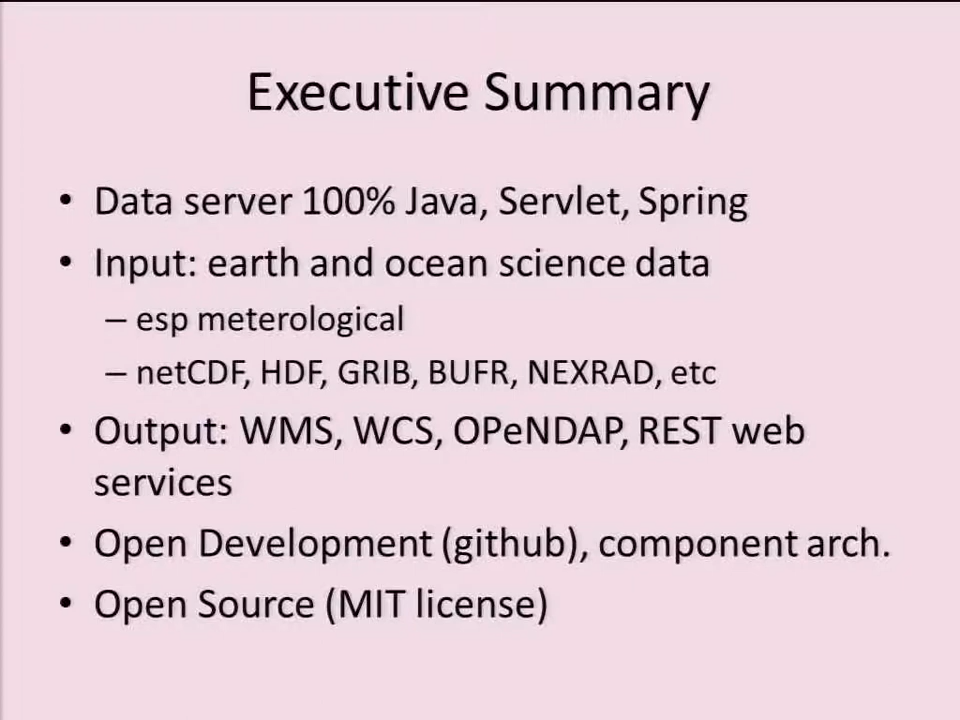 Executive Summary
• Data server 100% Java, Servlet, Spring
• Input: earth and ocean science data
– esp meterological
– netCDF, HDF, GRIB, BUFR, NEXRAD, etc
• Output: WMS, WCS, OPeNDAP, REST web
services
• Open Development (github), component arch.
• Open Source (MIT license)